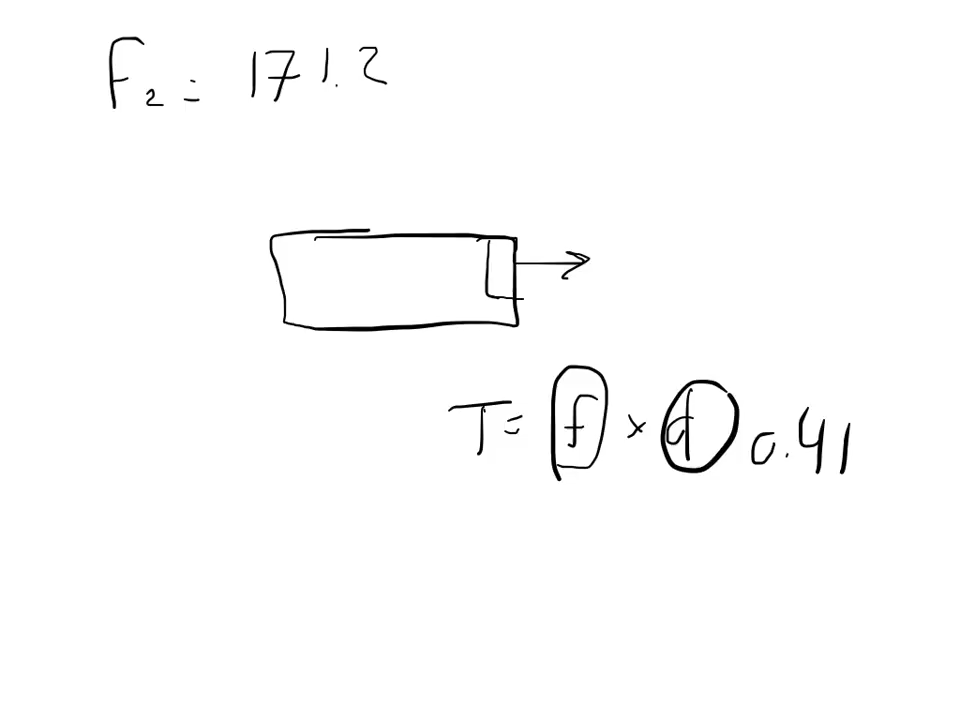 F₂ = 171.2
T = f × d 0.41